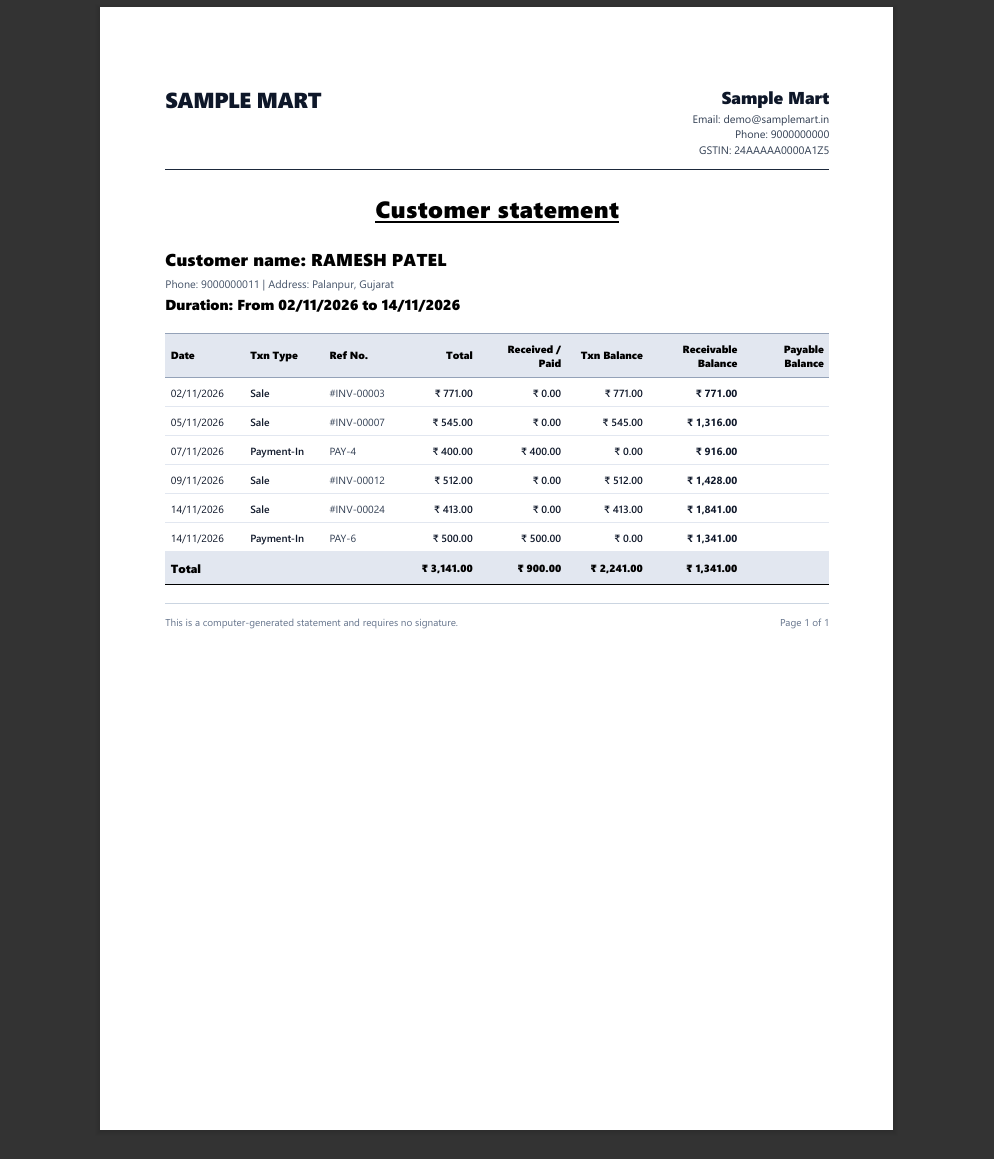 SAMPLE MART
Sample Mart
Email: demo@samplemart.in
Phone: 9000000000
GSTIN: 24AAAAA0000A1Z5
Customer statement
Customer name: RAMESH PATEL
Phone: 9000000011 | Address: Palanpur, Gujarat
Duration: From 02/11/2026 to 14/11/2026
Date Txn Type Ref No. Total Received / Paid Txn Balance Receivable Balance Payable Balance
02/11/2026 Sale #INV-00003 ₹ 771.00 ₹ 0.00 ₹ 771.00 ₹ 771.00
05/11/2026 Sale #INV-00007 ₹ 545.00 ₹ 0.00 ₹ 545.00 ₹ 1,316.00
07/11/2026 Payment-In PAY-4 ₹ 400.00 ₹ 400.00 ₹ 0.00 ₹ 916.00
09/11/2026 Sale #INV-00012 ₹ 512.00 ₹ 0.00 ₹ 512.00 ₹ 1,428.00
14/11/2026 Sale #INV-00024 ₹ 413.00 ₹ 0.00 ₹ 413.00 ₹ 1,841.00
14/11/2026 Payment-In PAY-6 ₹ 500.00 ₹ 500.00 ₹ 0.00 ₹ 1,341.00
Total ₹ 3,141.00 ₹ 900.00 ₹ 2,241.00 ₹ 1,341.00
This is a computer-generated statement and requires no signature. Page 1 of 1